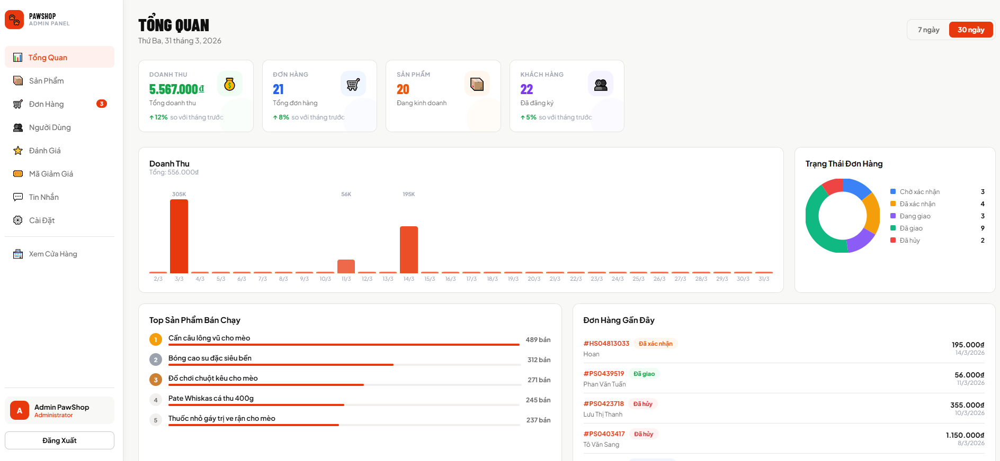 PAWSHOP
ADMIN PANEL
Tổng Quan
Sản Phẩm
Đơn Hàng 3
Người Dùng
Đánh Giá
Mã Giảm Giá
Tin Nhắn
Cài Đặt
Xem Cửa Hàng
A
Admin PawShop
Administrator
Đăng Xuất
TỔNG QUAN
Thứ Ba, 31 tháng 3, 2026
7 ngày 30 ngày
DOANH THU
5.567.000₫
Tổng doanh thu
↑ 12% so với tháng trước
ĐƠN HÀNG
21
Tổng đơn hàng
↑ 8% so với tháng trước
SẢN PHẨM
20
Đang kinh doanh
KHÁCH HÀNG
22
Đã đăng ký
↑ 5% so với tháng trước
Doanh Thu
Tổng: 556.000₫
305K 56K 195K
2/3 3/3 4/3 5/3 6/3 7/3 8/3 9/3 10/3 11/3 12/3 13/3 14/3 15/3 16/3 17/3 18/3 19/3 20/3 21/3 22/3 23/3 24/3 25/3 26/3 27/3 28/3 29/3 30/3 31/3
Trạng Thái Đơn Hàng
Chờ xác nhận 3
Đã xác nhận 4
Đang giao 3
Đã giao 9
Đã hủy 2
Top Sản Phẩm Bán Chạy
1 Cần câu lông vũ cho mèo 489 bán
2 Bóng cao su đặc siêu bền 312 bán
3 Đồ chơi chuột kêu cho mèo 271 bán
4 Pate Whiskas cá thu 400g 245 bán
5 Thuốc nhỏ gáy trị ve rận cho mèo 237 bán
Đơn Hàng Gần Đây
#HS04813033 Đã xác nhận 195.000₫
Hoan 14/3/2026
#PS0439519 Đã giao 56.000₫
Phan Văn Tuấn 11/3/2026
#PS0423718 Đã hủy 355.000₫
Lưu Thị Thanh 10/3/2026
#PS0403417 Đã hủy 1.150.000₫
Tô Văn Sang 8/3/2026